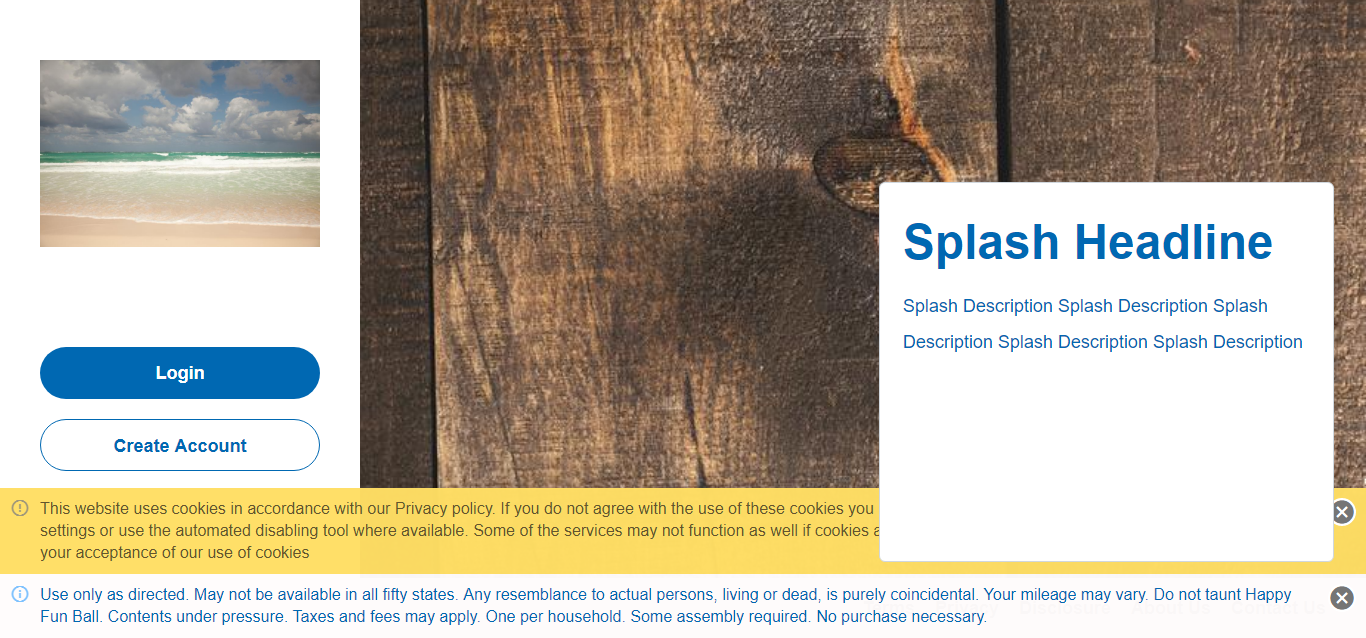 Login
Create Account
Splash Headline
Splash Description Splash Description Splash
Description Splash Description Splash Description
This website uses cookies in accordance with our Privacy policy. If you do not agree with the use of these cookies you
settings or use the automated disabling tool where available. Some of the services may not function as well if cookies
your acceptance of our use of cookies
Use only as directed. May not be available in all fifty states. Any resemblance to actual persons, living or dead, is purely coincidental. Your mileage may vary. Do not taunt Happy
Fun Ball. Contents under pressure. Taxes and fees may apply. One per household. Some assembly required. No purchase necessary.